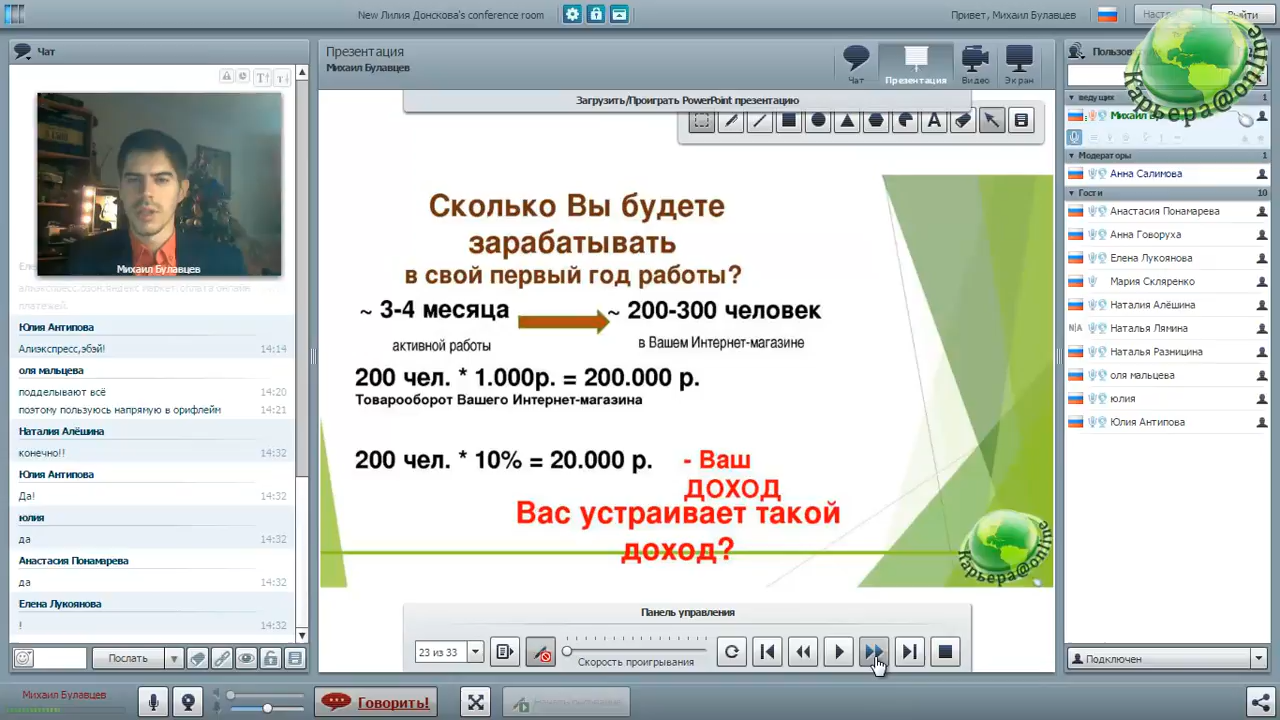 New Лилия Донскова's conference room
Привет, Михаил Булавцев
Выйти
Чат
Михаил Булавцев
Юлия Антипова
Алиэкспресс,эбэй! 14:14
оля мальцева
подделывают всё 14:20
поэтому пользуюсь напрямую в орифлейм 14:21
Наталия Алёшина
конечно!! 14:32
Юлия Антипова
Да! 14:32
юлия
да 14:32
Анастасия Понамарева
да 14:32
Елена Лукоянова
! 14:32
Послать
Презентация
Михаил Булавцев
Чат
Презентация
Видео
Экран
Загрузить/Проиграть PowerPoint презентацию
Сколько Вы будете
зарабатывать
в свой первый год работы?
~ 3-4 месяца ~ 200-300 человек
активной работы в Вашем Интернет-магазине
200 чел. * 1.000р. = 200.000 р.
Товарооборот Вашего Интернет-магазина
200 чел. * 10% = 20.000 р. - Ваш
ДОХОД
Вас устраивает такой
доход?
Карьера@online
Панель управления
23 из 33
Скорость проигрывания
Карьера@online
ведущих 1
Модераторы 1
Анна Салимова
Гости 10
Анастасия Понамарева
Анна Говоруха
Елена Лукоянова
Мария Скляренко
Наталия Алёшина
N/A Наталья Лямина
Наталья Разницина
оля мальцева
юлия
Юлия Антипова
Подключен
Михаил Булавцев
Говорить!